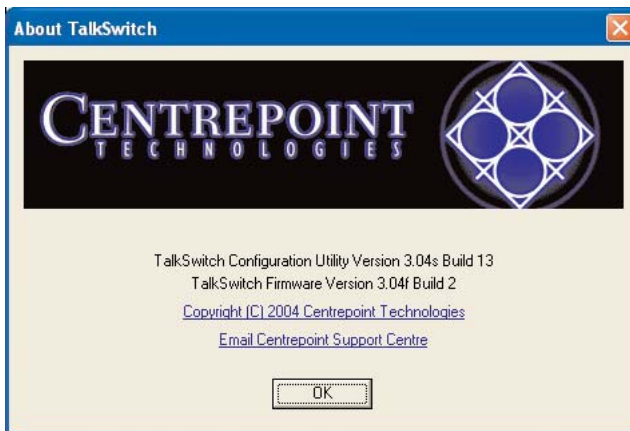 About TalkSwitch
CENTREPOINT
TECHNOLOGIES
TalkSwitch Configuration Utility Version 3.04s Build 13
TalkSwitch Firmware Version 3.04f Build 2
Copyright (C) 2004 Centrepoint Technologies
Email Centrepoint Support Centre
OK